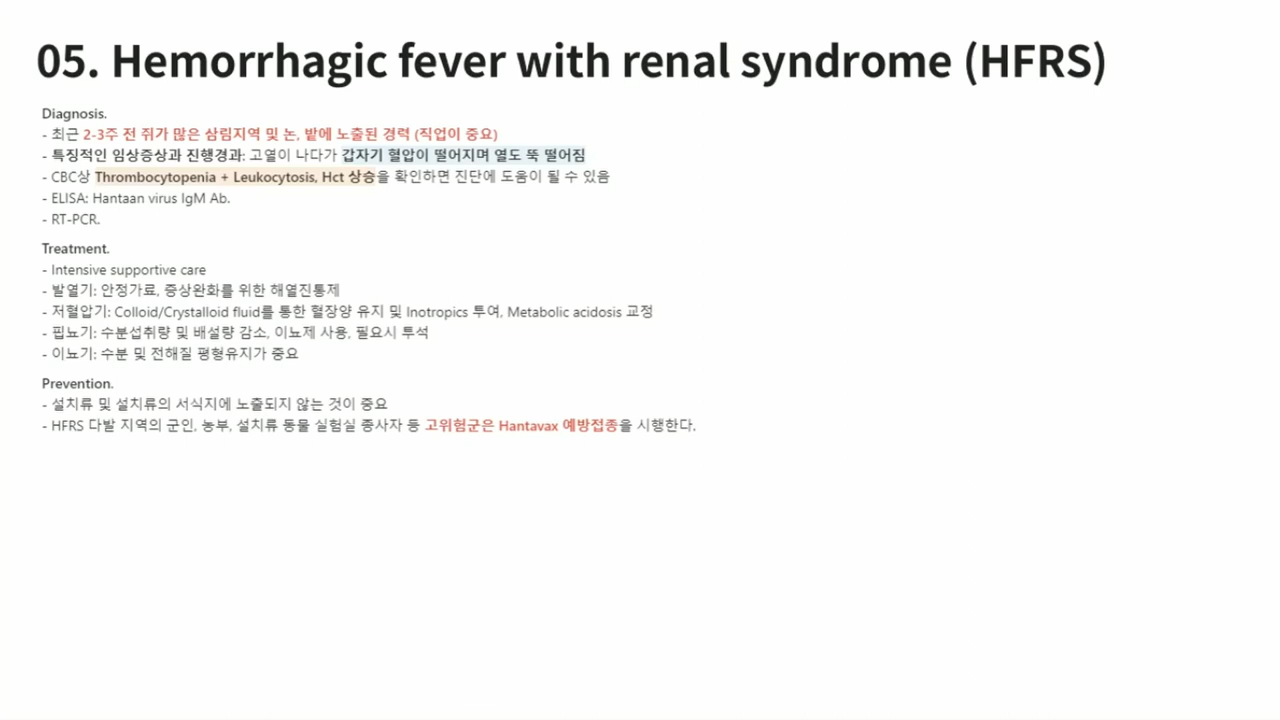 05. Hemorrhagic fever with renal syndrome (HFRS)
Diagnosis.
- 최근 2-3주 전 쥐가 많은 삼림지역 및 논, 밭에 노출된 경력 (직업이 중요)
- 특징적인 임상증상과 진행경과: 고열이 나다가 갑자기 혈압이 떨어지며 열도 뚝 떨어짐
- CBC상 Thrombocytopenia + Leukocytosis, Hct 상승을 확인하면 진단에 도움이 될 수 있음
- ELISA: Hantaan virus IgM Ab.
- RT-PCR.
Treatment.
- Intensive supportive care
- 발열기: 안정가료, 증상완화를 위한 해열진통제
- 저혈압기: Colloid/Crystalloid fluid를 통한 혈장양 유지 및 Inotropics 투여, Metabolic acidosis 교정
- 핍뇨기: 수분섭취량 및 배설량 감소, 이뇨제 사용, 필요시 투석
- 이뇨기: 수분 및 전해질 평형유지가 중요
Prevention.
- 설치류 및 설치류의 서식지에 노출되지 않는 것이 중요
- HFRS 다발 지역의 군인, 농부, 설치류 동물 실험실 종사자 등 고위험군은 Hantavax 예방접종을 시행한다.